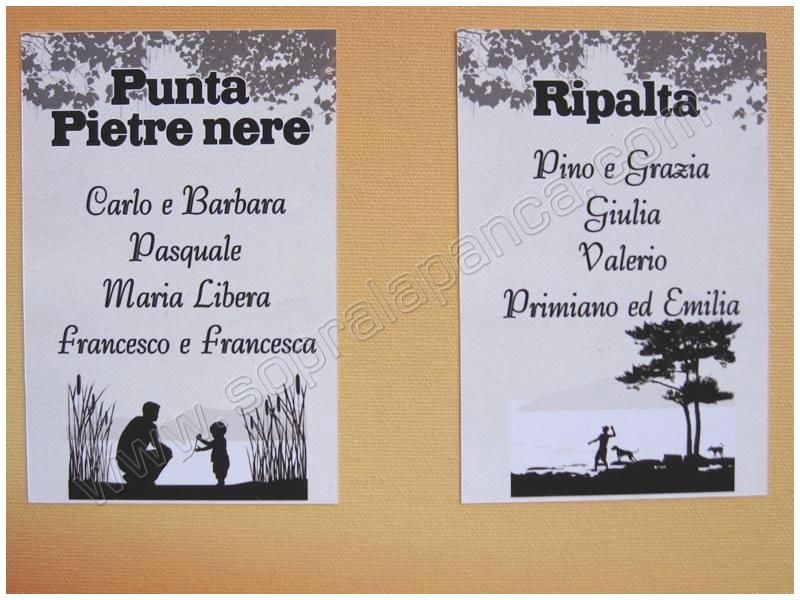 Punta
Pietre nere
Carlo e Barbara
Pasquale
Maria Libera
Francesco e Francesca
Ripalta
Pino e Grazia
Giulia
Valerio
Primiano ed Emilia
www.sopralapanca.com